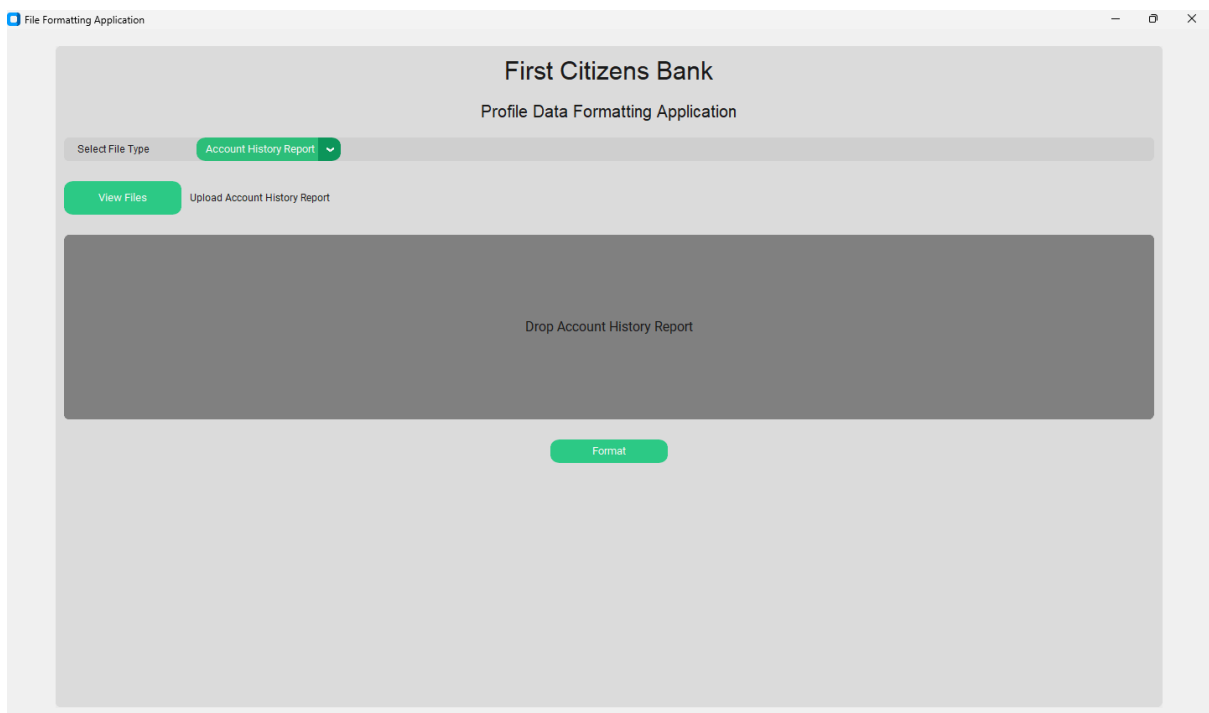 File Formatting Application
First Citizens Bank
Profile Data Formatting Application
Select File Type Account History Report
View Files Upload Account History Report
Drop Account History Report
Format